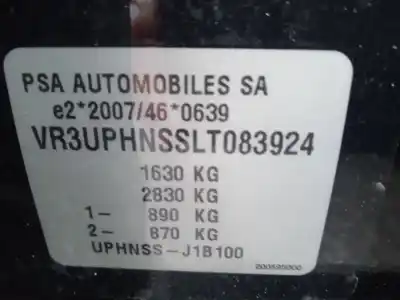 PSA AUTOMOBILES SA
e2*2007/46*0639
VR3UPHNSSLT083924
1630 KG
2830 KG
1- 890 KG
2- 870 KG
UPHNSS-J1B100